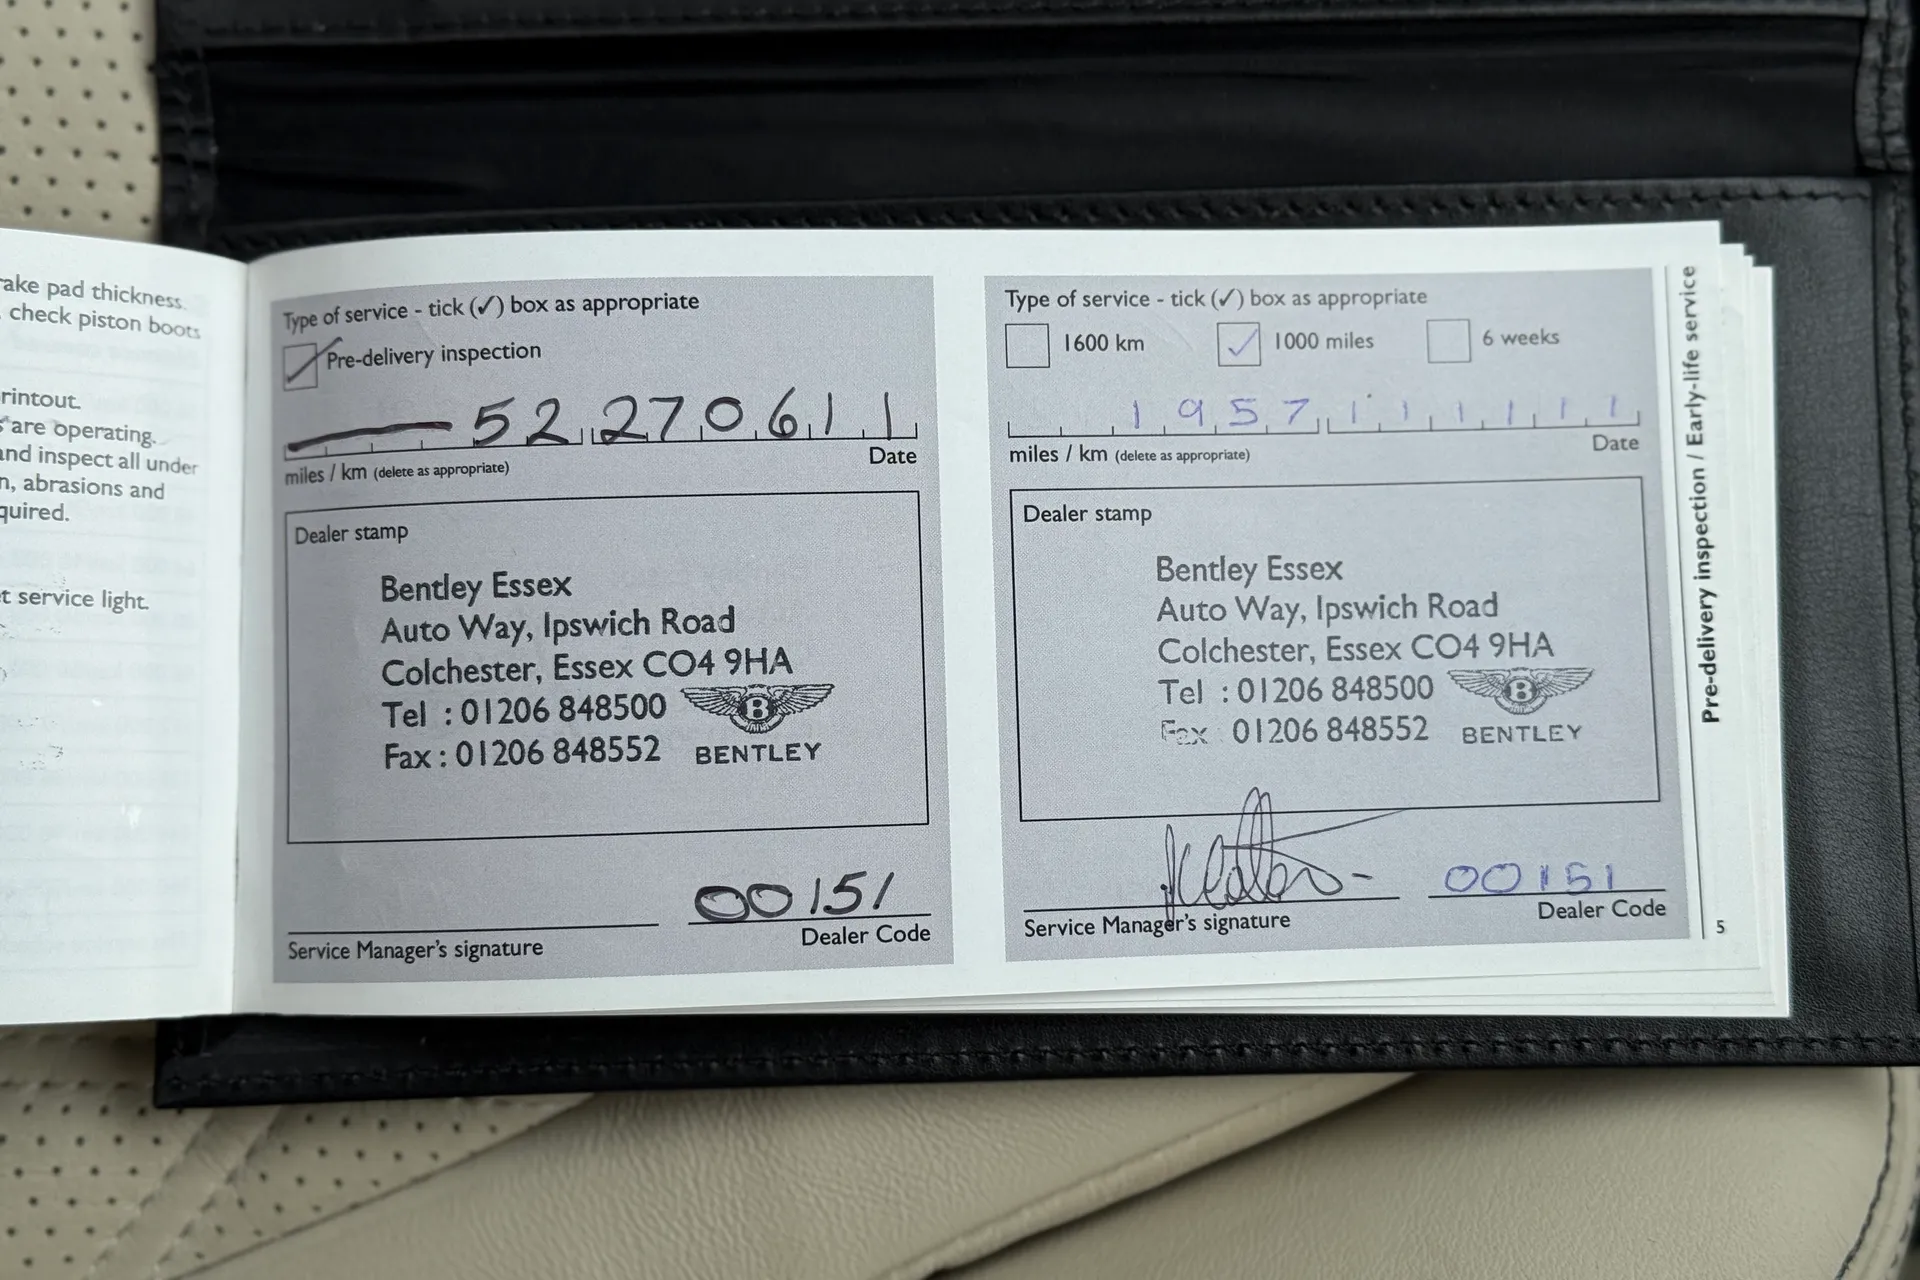 rake pad thickness.
check piston boots
rintout.
are operating.
and inspect all under
n, abrasions and
quired.
t service light.
Type of service - tick (✓) box as appropriate
Pre-delivery inspection
52 270611
miles / km (delete as appropriate)
Date
Dealer stamp
Bentley Essex
Auto Way, Ipswich Road
Colchester, Essex CO4 9HA
Tel : 01206 848500
Fax : 01206 848552
B
BENTLEY
00151
Service Manager's signature
Dealer Code
Type of service - tick (✓) box as appropriate
1600 km
1000 miles
6 weeks
1957 111111
miles / km (delete as appropriate)
Date
Dealer stamp
Bentley Essex
Auto Way, Ipswich Road
Colchester, Essex CO4 9HA
Tel : 01206 848500
Fax : 01206 848552
B
BENTLEY
00151
Service Manager's signature
Dealer Code
Pre-delivery inspection / Early-life service
5